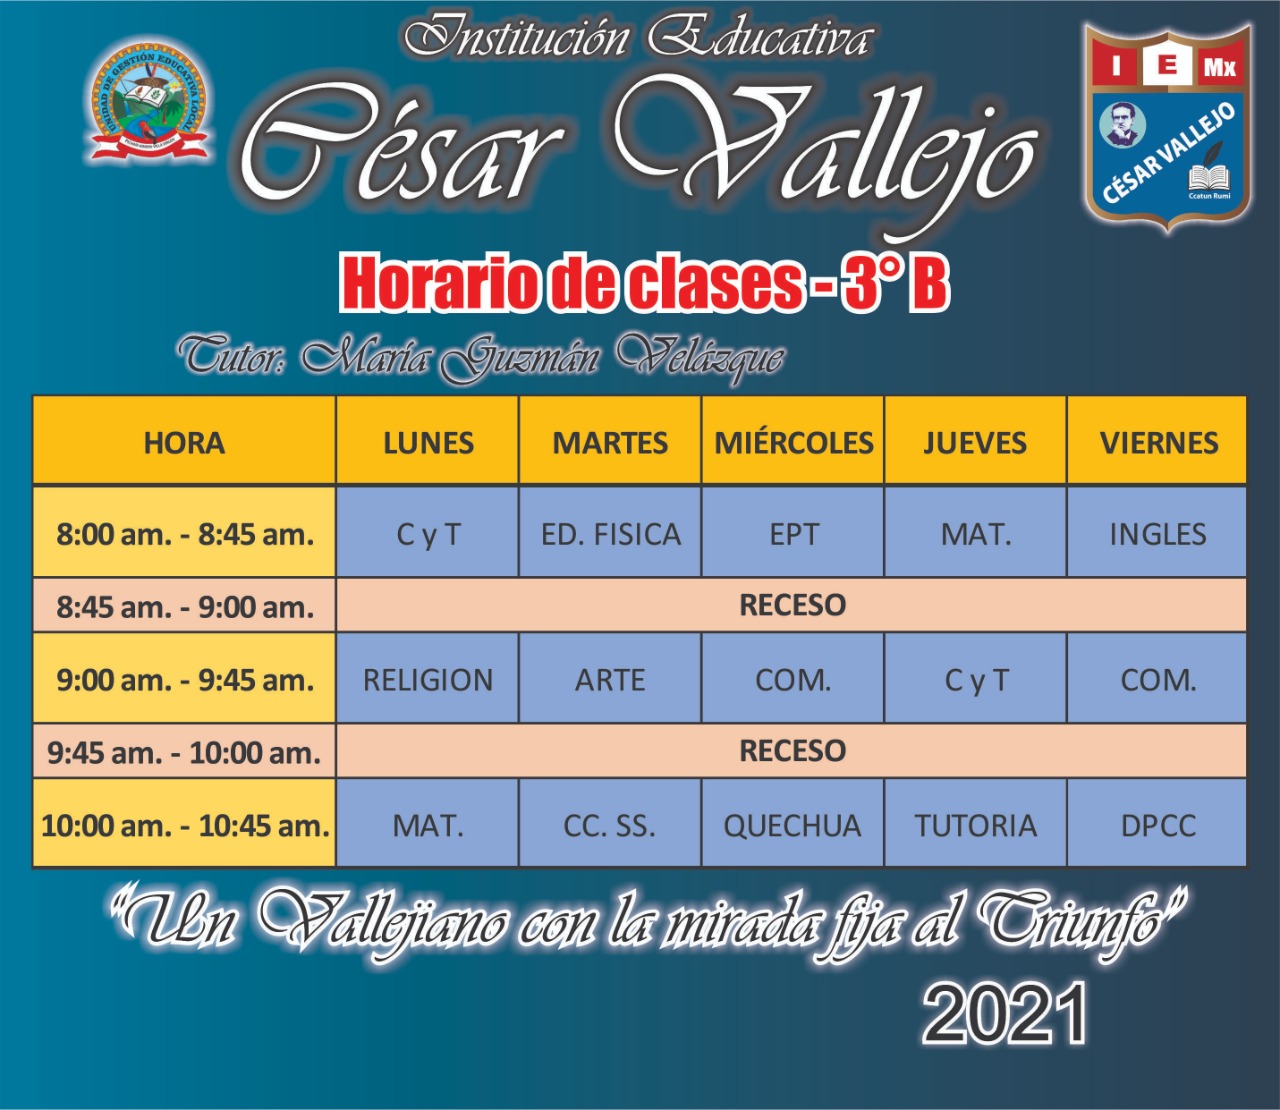 Institución Educativa
César Vallejo
UNIDAD DE GESTIÓN EDUCATIVA LOCAL
I E Mx
CÉSAR VALLEJO
Ccatun Rumi
Horario de clases - 3° B
Tutor: María Guzmán Velázque
HORA LUNES MARTES MIÉRCOLES JUEVES VIERNES
8:00 am. - 8:45 am. C y T ED. FISICA EPT MAT. INGLES
8:45 am. - 9:00 am. RECESO
9:00 am. - 9:45 am. RELIGION ARTE COM. C y T COM.
9:45 am. - 10:00 am. RECESO
10:00 am. - 10:45 am. MAT. CC. SS. QUECHUA TUTORIA DPCC
“Un Vallejiano con la mirada fija al Triunfo”
2021